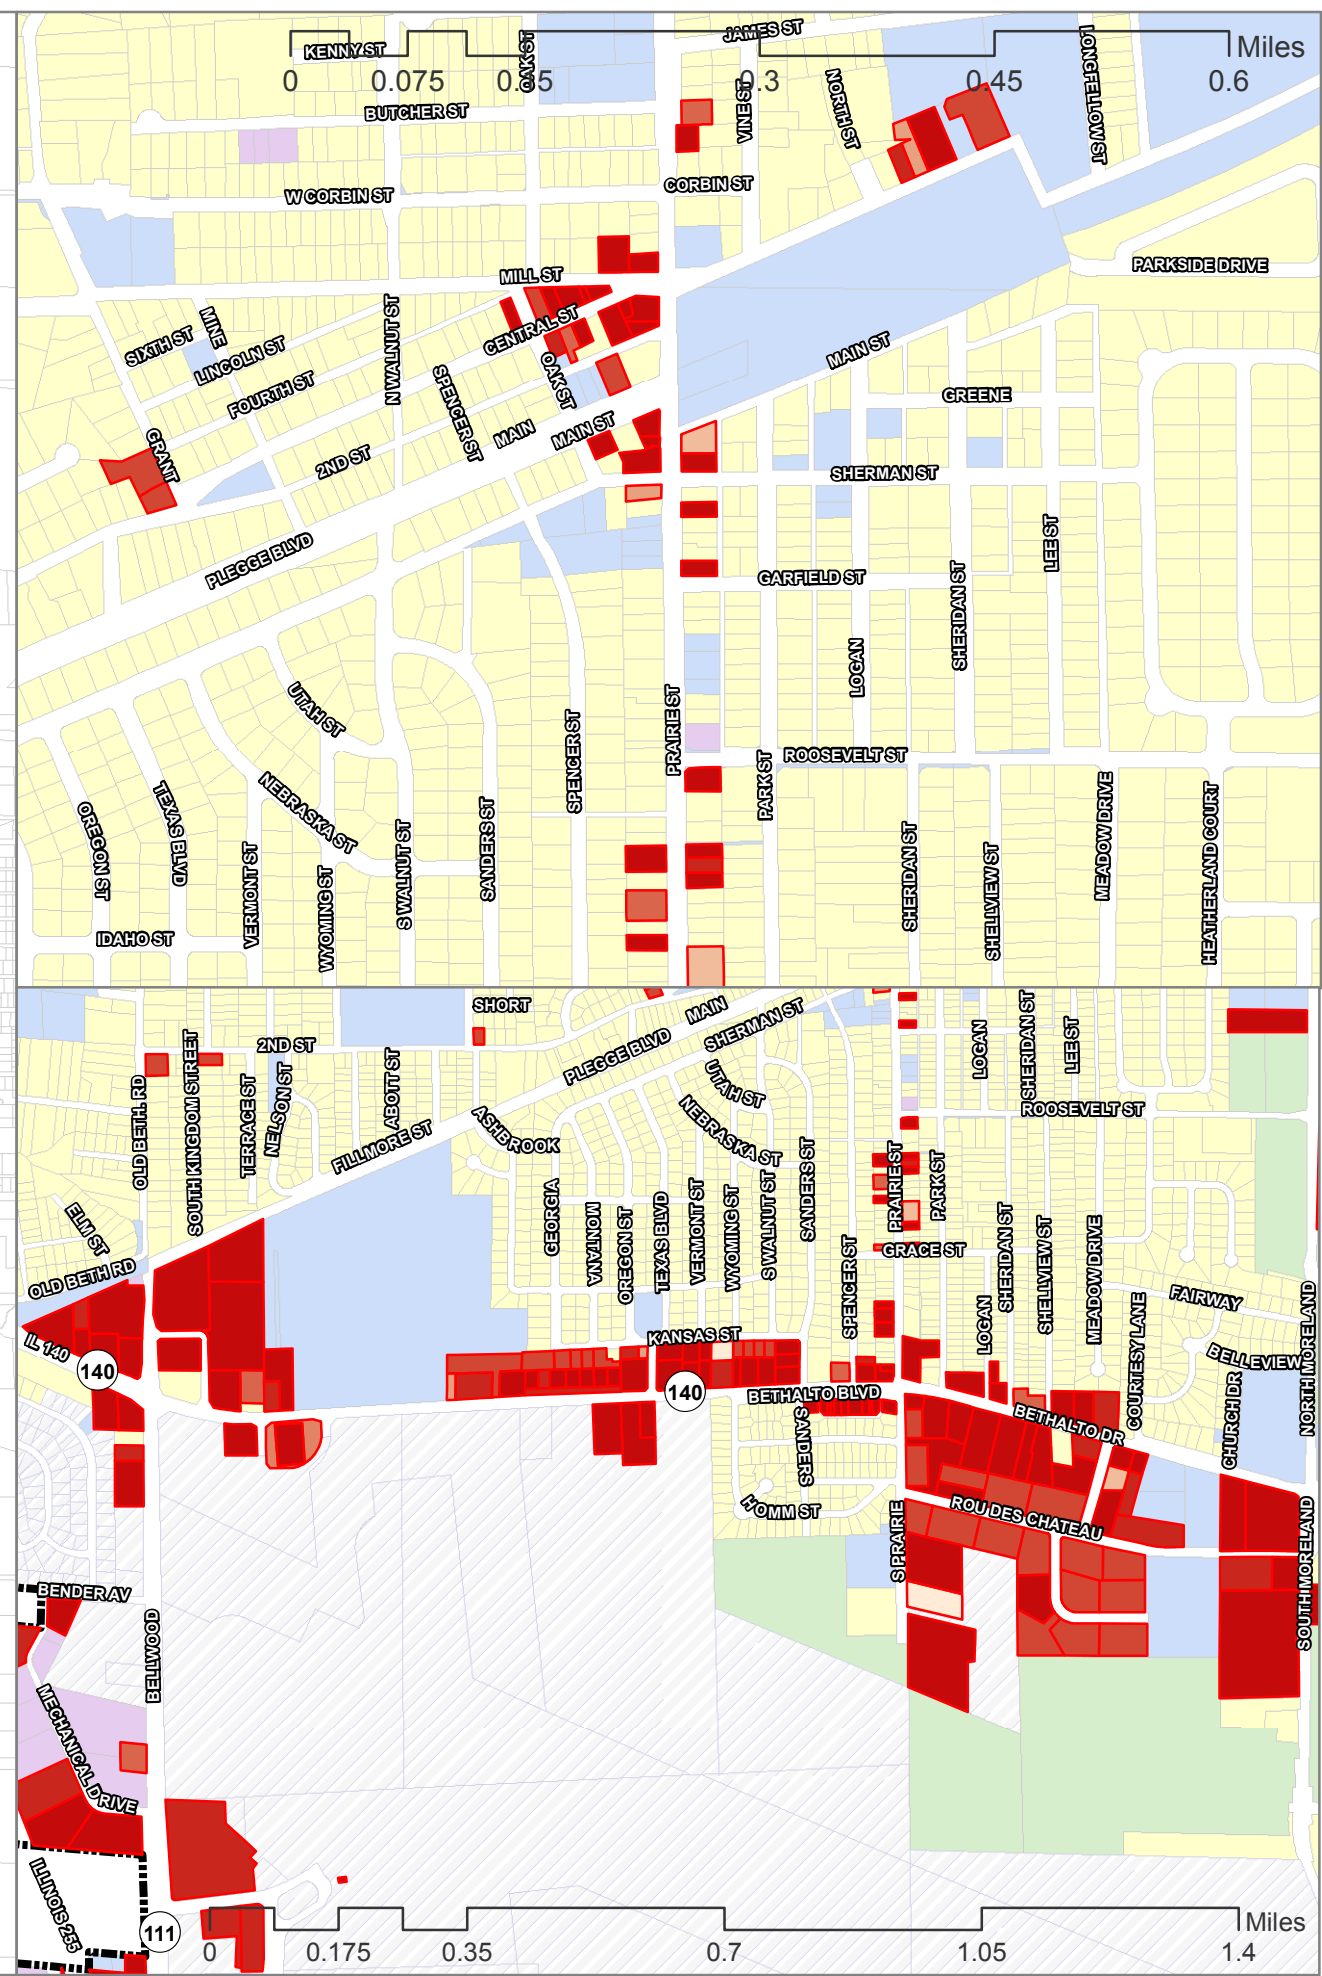 KENNY ST
OAK ST
JAMES ST
Miles
0
0.075
0.3
0.45
0.6
LONGFELLOW ST
BUTCHER ST
VINE ST
NORTH ST
W CORBIN ST
CORBIN ST
PARKSIDE DRIVE
MILL ST
SIXTH ST
MINE
LINCOLN ST
N WALNUT ST
CENTRAL ST
MAIN ST
FOURTH ST
SPENCER ST
OAK ST
GREENE
GRANT
2ND ST
MAIN
MAIN ST
SHERMAN ST
LEE ST
PLEGGE BLVD
GARFIELD ST
SHERIDAN ST
LOGAN
UTAH ST
PRAIRIE ST
SPENCER ST
ROOSEVELT ST
PARK ST
OREGON ST
TEXAS BLVD
NEBRASKA ST
VERMONT ST
WYOMING ST
S WALNUT ST
SANDERS ST
SHERIDAN ST
SHELLVIEW ST
MEADOW DRIVE
HEATHERLAND COURT
IDAHO ST
SHORT
MAIN
SHERMAN ST
PLEGGE BLVD
2ND ST
OLD BETH. RD
SOUTH KINGDOM STREET
TERRACE ST
NELSON ST
ABOTT ST
FILLMORE ST
ASHBROOK
UTAH ST
NEBRASKA ST
LOGAN
SHERIDAN ST
LEE ST
ROOSEVELT ST
SANDERS ST
PRAIRIE ST
PARK ST
ELM ST
OLD BETH RD
GEORGIA
MONTANA
OREGON ST
TEXAS BLVD
VERMONT ST
WYOMING ST
S WALNUT ST
SPENCER ST
GRACE ST
SHERIDAN ST
SHELLVIEW ST
MEADOW DRIVE
LOGAN
COURTESY LANE
FAIRWAY
BELLEVIEW
NORTH MORELAND
CHURCH DR
IL 140
140
KANSAS ST
140
BETHALTO BLVD
BETHALTO DR
SANDERS
HOMM ST
S PRAIRIE
ROU DES CHATEAU
SOUTH MORELAND
BENDER AV
BELLWOOD
MECHANICAL DRIVE
ILLINOIS 255
111
Miles
0
0.175
0.35
0.7
1.05
1.4